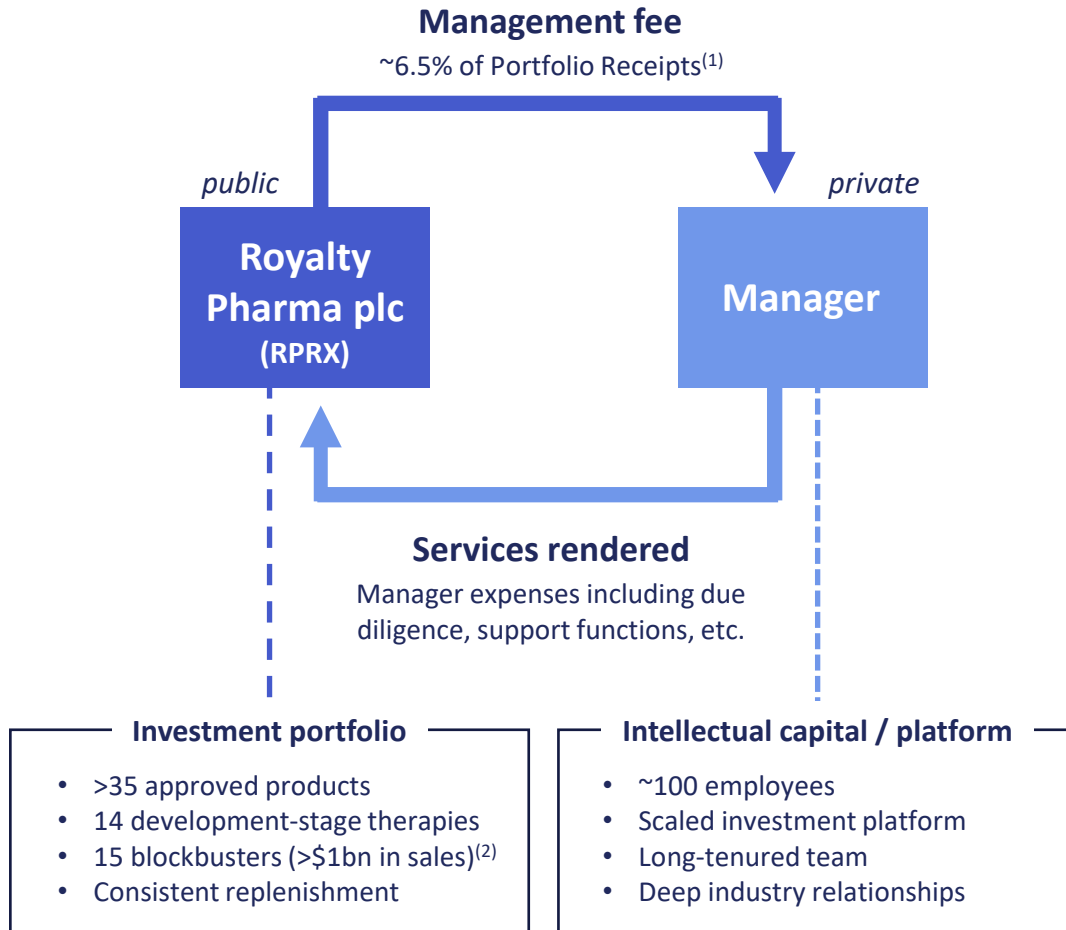 Management fee
~6.5% of Portfolio Receipts(1)
public
private
Royalty
Pharma plc
(RPRX)
Manager
Services rendered
Manager expenses including due
diligence, support functions, etc.
Investment portfolio
• >35 approved products
• 14 development-stage therapies
• 15 blockbusters (>$1bn in sales)(2)
• Consistent replenishment
Intellectual capital / platform
• ~100 employees
• Scaled investment platform
• Long-tenured team
• Deep industry relationships